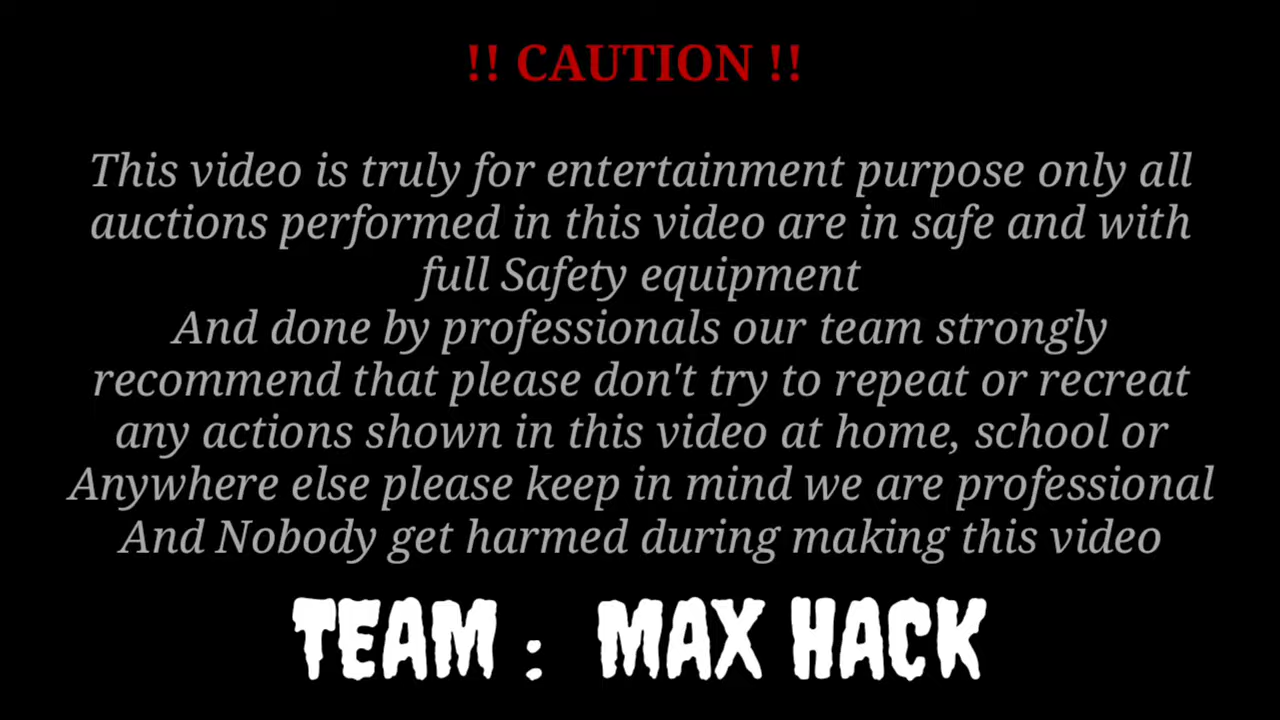 !! CAUTION !!
This video is truly for entertainment purpose only all
auctions performed in this video are in safe and with
full Safety equipment
And done by professionals our team strongly
recommend that please don't try to repeat or recreat
any actions shown in this video at home, school or
Anywhere else please keep in mind we are professional
And Nobody get harmed during making this video
TEAM : MAX HACK